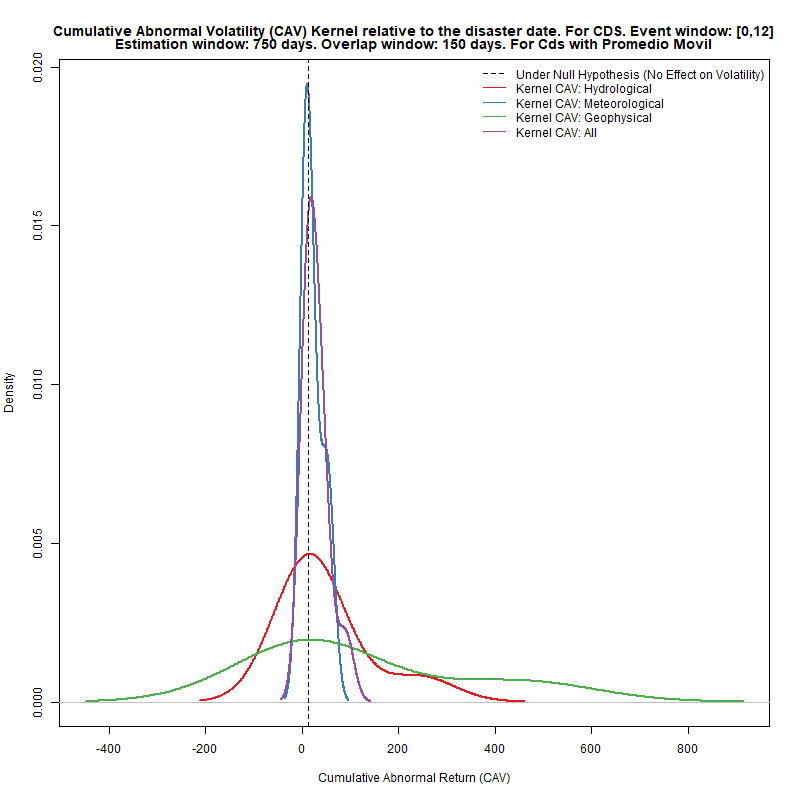 Cumulative Abnormal Volatility (CAV) Kernel relative to the disaster date. For CDS. Event window: [0,12]
Estimation window: 750 days. Overlap window: 150 days. For Cds with Promedio Movil
Under Null Hypothesis (No Effect on Volatility)
Kernel CAV: Hydrological
Kernel CAV: Meteorological
Kernel CAV: Geophysical
Kernel CAV: All
0.020
0.015
0.010
0.005
0.000
Density
-400 -200 0 200 400 600 800
Cumulative Abnormal Return (CAV)